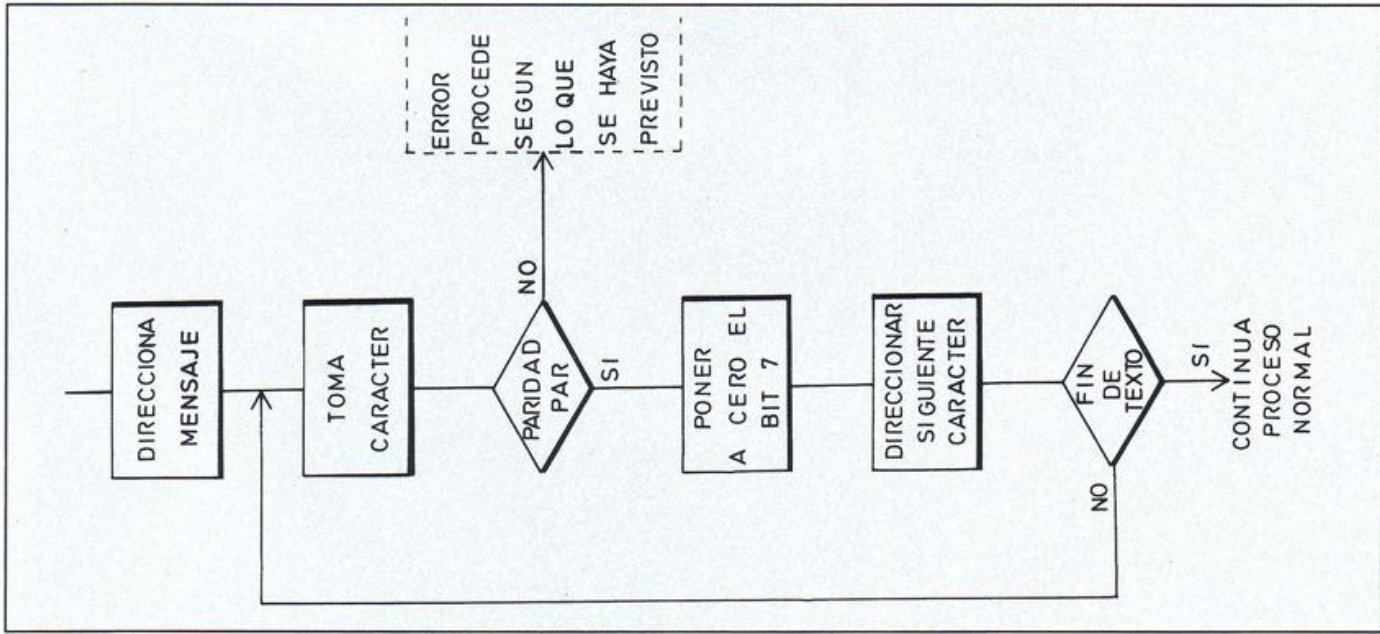 DIRECCIONA
MENSAJE
TOMA
CARACTER
PARIDAD
PAR
NO
ERROR
PROCEDE
SEGUN
LO QUE
SE HAYA
PREVISTO
SI
PONER
A CERO EL
BIT 7
DIRECCIONAR
SIGUIENTE
CARACTER
FIN
DE
TEXTO
NO
SI
CONTINUA
PROCESO
NORMAL